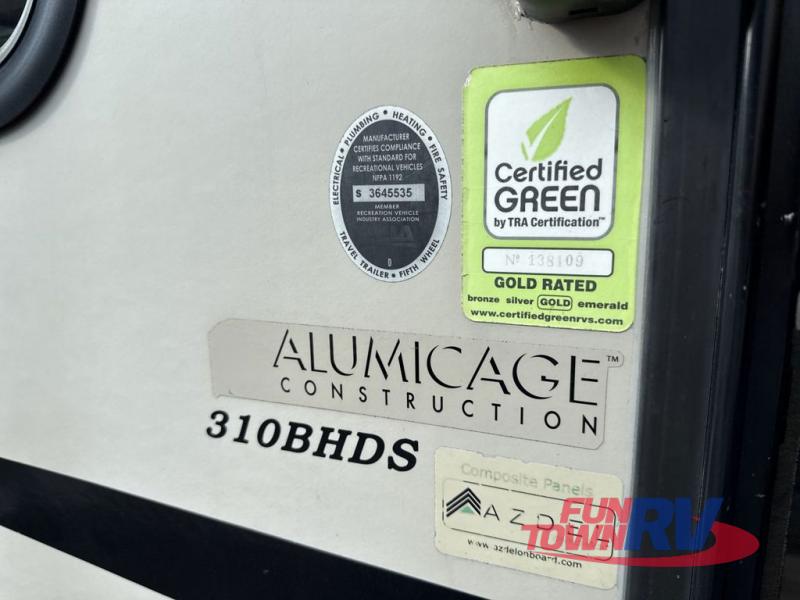 ELECTRICAL • PLUMBING • HEATING • FIRE SAFETY
MANUFACTURER
CERTIFIES COMPLIANCE
WITH STANDARD FOR
RECREATIONAL VEHICLES
NFPA 1192
S 3645535
MEMBER
RECREATION VEHICLE
INDUSTRY ASSOCIATION
D
TRAVEL TRAILER • FIFTH WHEEL
Certified
GREEN
by TRA Certification™
Nº 138109
GOLD RATED
bronze silver GOLD emerald
www.certifiedgreenrvs.com
ALUMICAGE™
CONSTRUCTION
310BHDS
Composite Panels
AZDEL
www.azdelonboard.com
FUN
TOWN RV